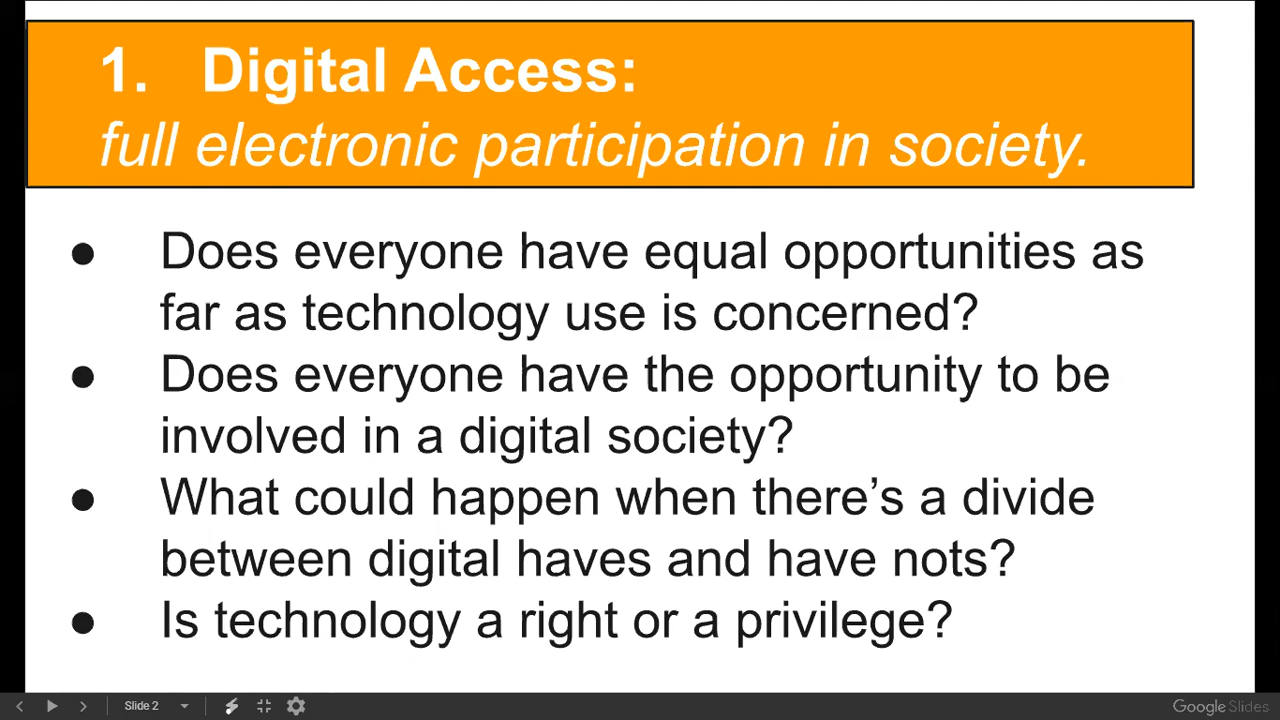 1. Digital Access:
full electronic participation in society.
● Does everyone have equal opportunities as
far as technology use is concerned?
● Does everyone have the opportunity to be
involved in a digital society?
● What could happen when there’s a divide
between digital haves and have nots?
● Is technology a right or a privilege?
Slide 2
Google Slides